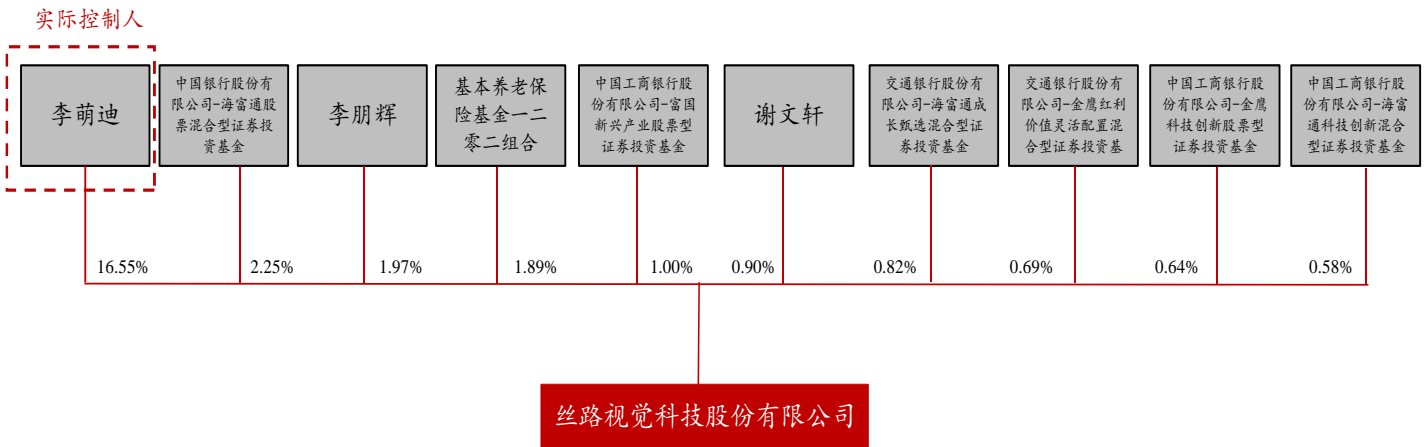 实际控制人
李萌迪
中国银行股份有
限公司-海富通股
票混合型证券投
资基金
李朋辉
基本养老保
险基金一二
零二组合
中国工商银行股
份有限公司-富国
新兴产业股票型
证券投资基金
谢文轩
交通银行股份有
限公司-海富通成
长甄选混合型证
券投资基金
交通银行股份有
限公司-金鹰红利
价值灵活配置混
合型证券投资基
中国工商银行股
份有限公司-金鹰
科技创新股票型
证券投资基金
中国工商银行股
份有限公司-海富
通科技创新混合
型证券投资基金
16.55%
2.25%
1.97%
1.89%
1.00%
0.90%
0.82%
0.69%
0.64%
0.58%
丝路视觉科技股份有限公司